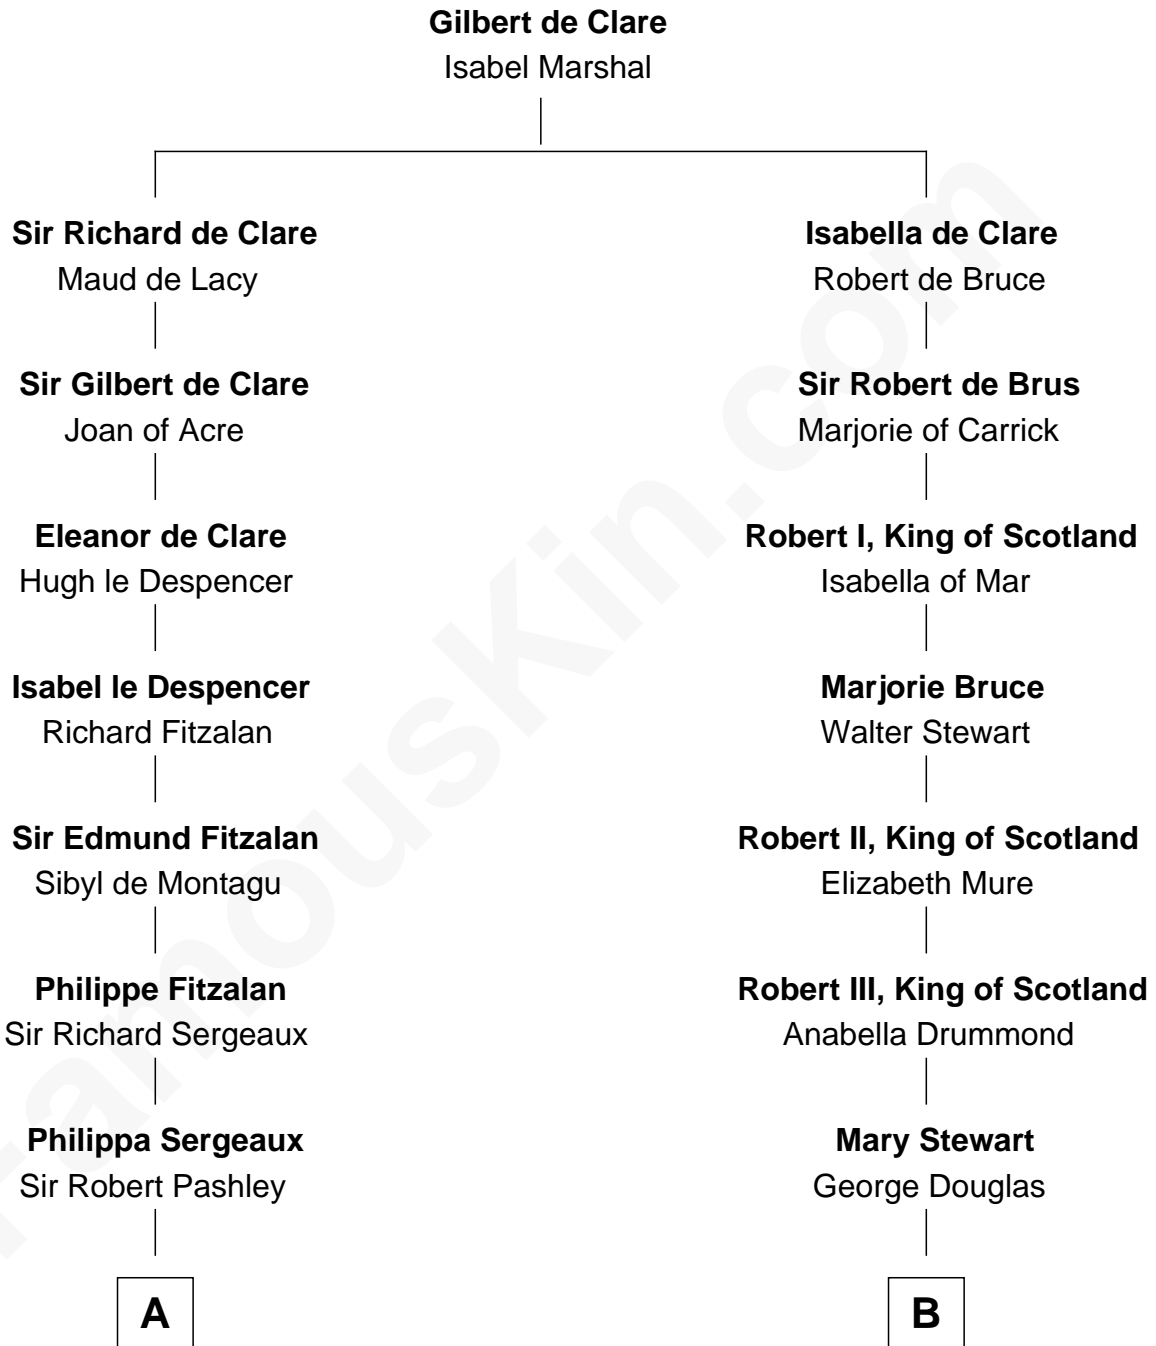 Gilbert de Clare
Isabel Marshal
Sir Richard de Clare
Maud de Lacy
Isabella de Clare
Robert de Bruce
Sir Gilbert de Clare
Joan of Acre
Sir Robert de Brus
Marjorie of Carrick
Eleanor de Clare
Hugh le Despencer
Robert I, King of Scotland
Isabella of Mar
Isabel le Despencer
Richard Fitzalan
Marjorie Bruce
Walter Stewart
Sir Edmund Fitzalan
Sibyl de Montagu
Robert II, King of Scotland
Elizabeth Mure
Philippe Fitzalan
Sir Richard Sergeaux
Robert III, King of Scotland
Anabella Drummond
Philippa Sergeaux
Sir Robert Pashley
Mary Stewart
George Douglas
A
B
FamousKin.com